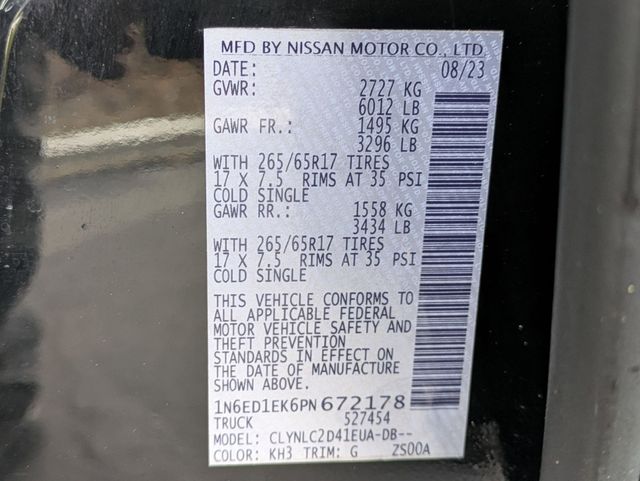 MFD BY NISSAN MOTOR CO., LTD.
DATE: 08/23
GVWR: 2727 KG
6012 LB
GAWR FR.: 1495 KG
3296 LB
WITH 265/65R17 TIRES
17 X 7.5 RIMS AT 35 PSI
COLD SINGLE
GAWR RR.: 1558 KG
3434 LB
WITH 265/65R17 TIRES
17 X 7.5 RIMS AT 35 PSI
COLD SINGLE
THIS VEHICLE CONFORMS TO
ALL APPLICABLE FEDERAL
MOTOR VEHICLE SAFETY AND
THEFT PREVENTION
STANDARDS IN EFFECT ON
THE DATE OF MANUFACTURE
SHOWN ABOVE.
1N6ED1EK6PN672178
TRUCK 527454
MODEL: CLYNLC2D41EUA-DB--
COLOR: KH3 TRIM: G ZS00A